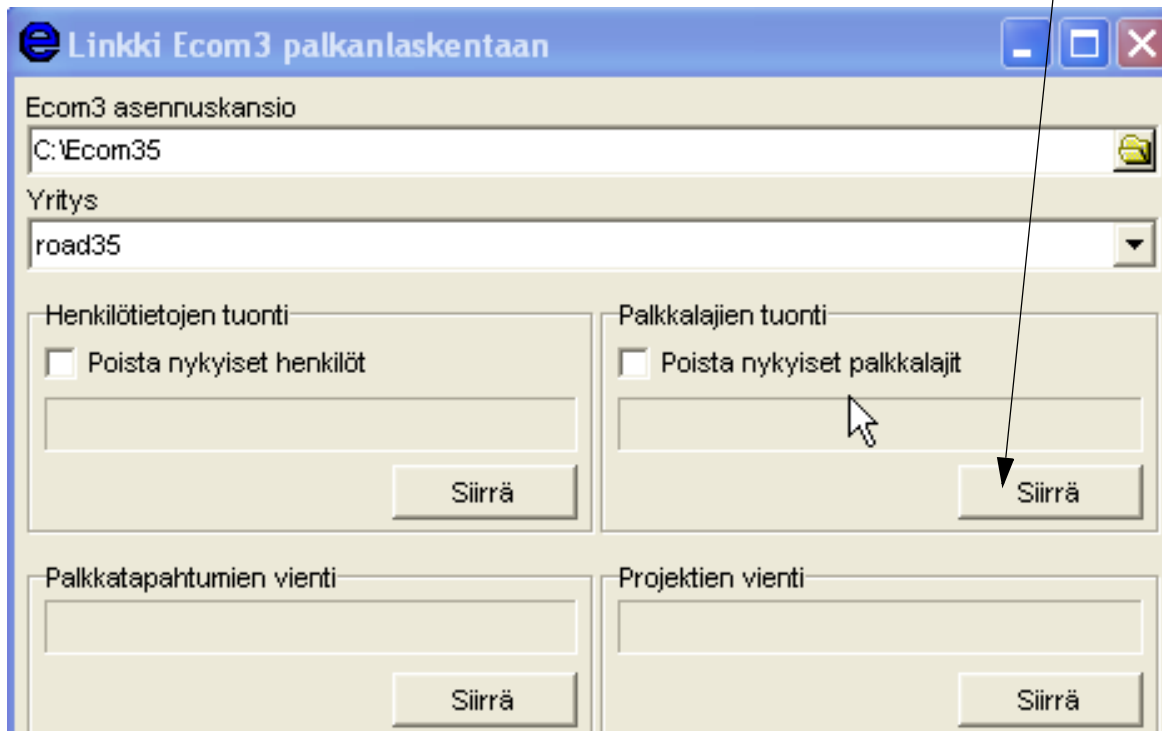 Linkki Ecom3 palkanlaskentaan
Ecom3 asennuskansio
C:\Ecom35
Yritys
road35
Henkilötietojen tuonti
Poista nykyiset henkilöt
Siirrä
Palkkalajien tuonti
Poista nykyiset palkkalajit
Siirrä
Palkkatapahtumien vienti
Siirrä
Projektien vienti
Siirrä